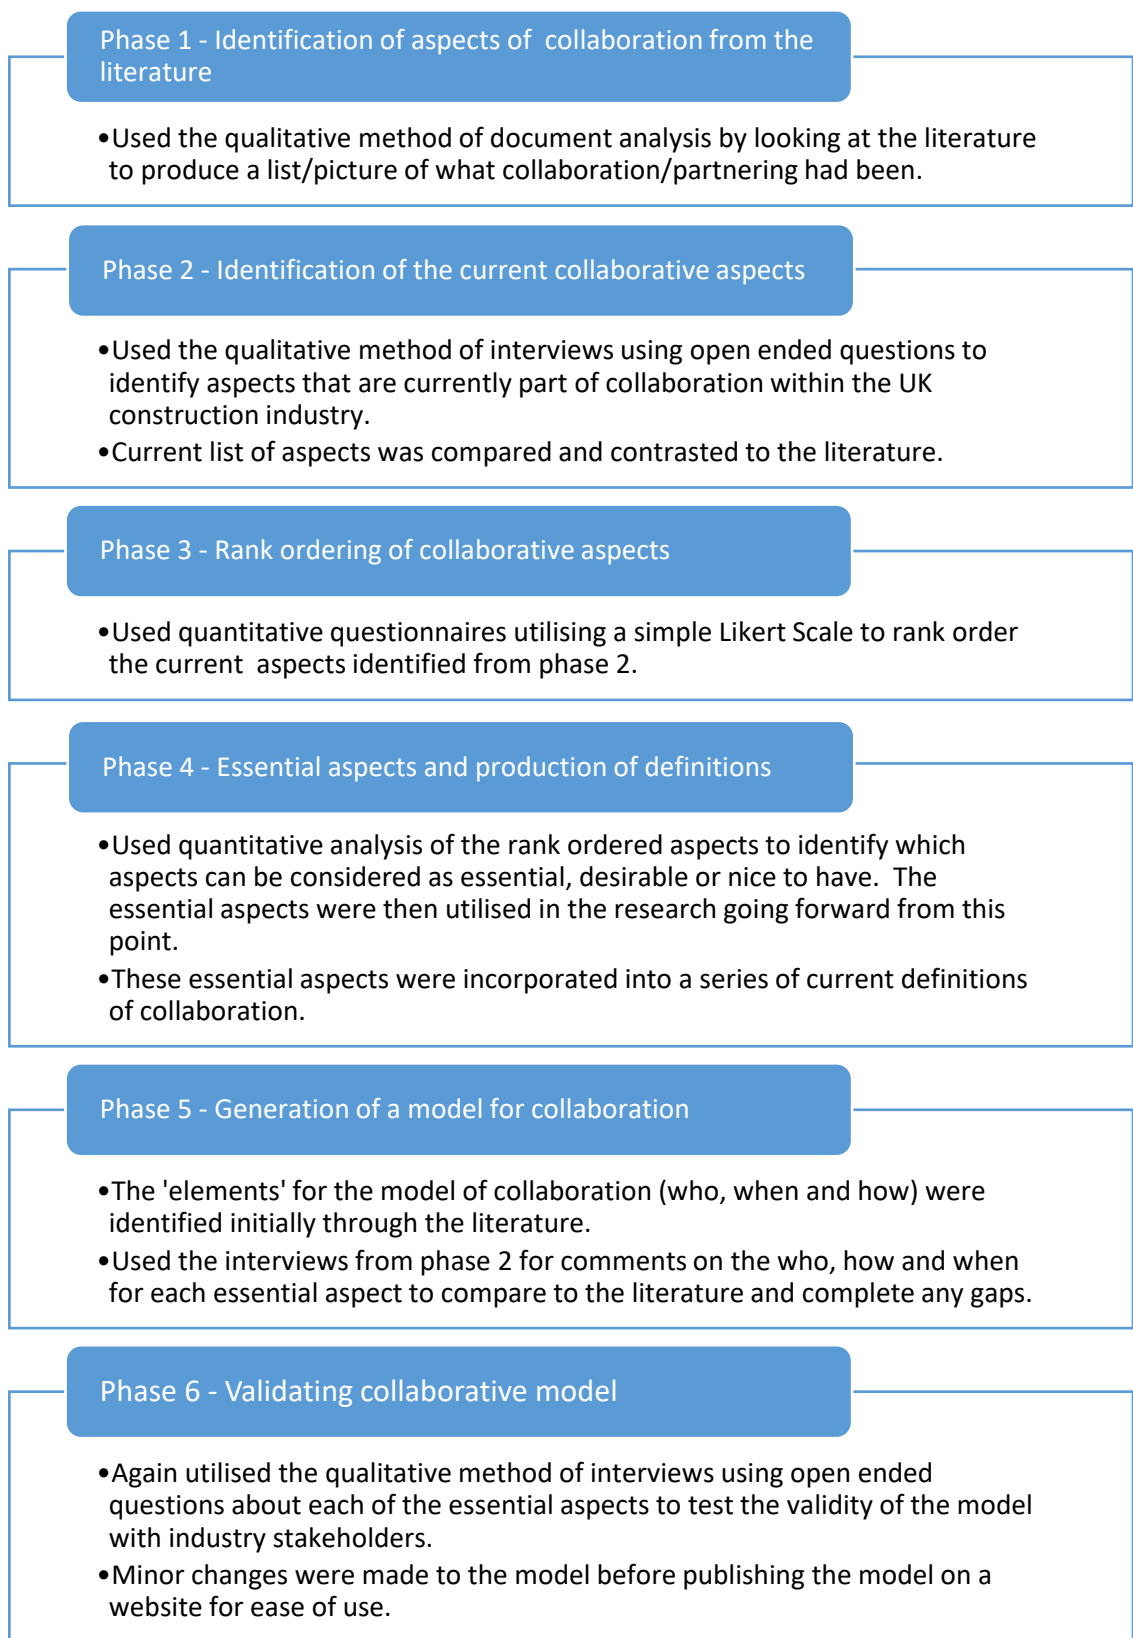 Phase 1 - Identification of aspects of  collaboration from the
literature
•Used the qualitative method of document analysis by looking at the literature
to produce a list/picture of what collaboration/partnering had been.
Phase 2 - Identification of the current collaborative aspects
•Used the qualitative method of interviews using open ended questions to
identify aspects that are currently part of collaboration within the UK
construction industry.
•Current list of aspects was compared and contrasted to the literature.
Phase 3 - Rank ordering of collaborative aspects
•Used quantitative questionnaires utilising a simple Likert Scale to rank order
the current  aspects identified from phase 2.
Phase 4 - Essential aspects and production of definitions
•Used quantitative analysis of the rank ordered aspects to identify which
aspects can be considered as essential, desirable or nice to have.  The
essential aspects were then utilised in the research going forward from this
point.
•These essential aspects were incorporated into a series of current definitions
of collaboration.
Phase 5 - Generation of a model for collaboration
•The 'elements' for the model of collaboration (who, when and how) were
identified initially through the literature.
•Used the interviews from phase 2 for comments on the who, how and when
for each essential aspect to compare to the literature and complete any gaps.
Phase 6 - Validating collaborative model
•Again utilised the qualitative method of interviews using open ended
questions about each of the essential aspects to test the validity of the model
with industry stakeholders.
•Minor changes were made to the model before publishing the model on a
website for ease of use.